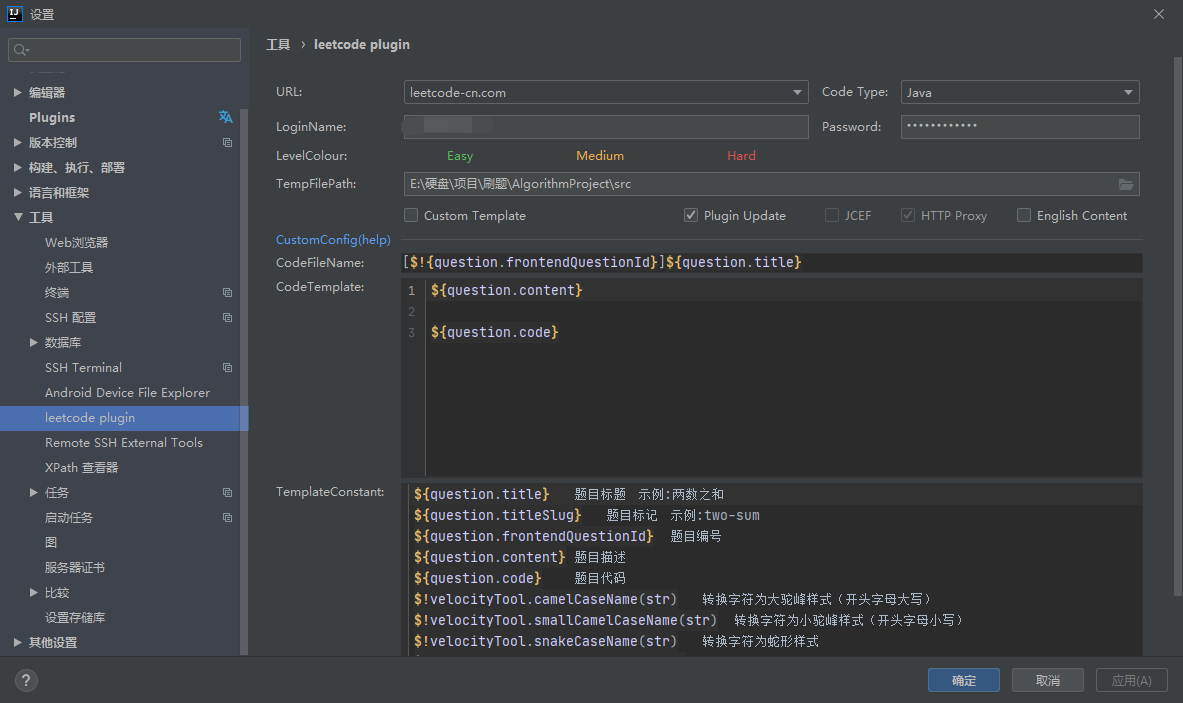 设置
编辑器
Plugins
版本控制
构建、执行、部署
语言和框架
工具
Web浏览器
外部工具
终端
SSH 配置
数据库
SSH Terminal
Android Device File Explorer
leetcode plugin
Remote SSH External Tools
XPath 查看器
任务
启动任务
图
服务器证书
比较
设置存储库
其他设置
工具 › leetcode plugin
URL: leetcode-cn.com Code Type: Java
LoginName: Password: ••••••••••••
LevelColour: Easy Medium Hard
TempFilePath: E:\硬盘\项目\刷题\AlgorithmProject\src
Custom Template Plugin Update JCEF HTTP Proxy English Content
CustomConfig(help)
CodeFileName: [$!{question.frontendQuestionId}]${question.title}
CodeTemplate:
1 ${question.content}
2
3 ${question.code}
TemplateConstant:
${question.title} 题目标题 示例:两数之和
${question.titleSlug} 题目标记 示例:two-sum
${question.frontendQuestionId} 题目编号
${question.content} 题目描述
${question.code} 题目代码
$!velocityTool.camelCaseName(str) 转换字符为大驼峰样式（开头字母大写）
$!velocityTool.smallCamelCaseName(str) 转换字符为小驼峰样式（开头字母小写）
$!velocityTool.snakeCaseName(str) 转换字符为蛇形样式
?
确定 取消 应用(A)